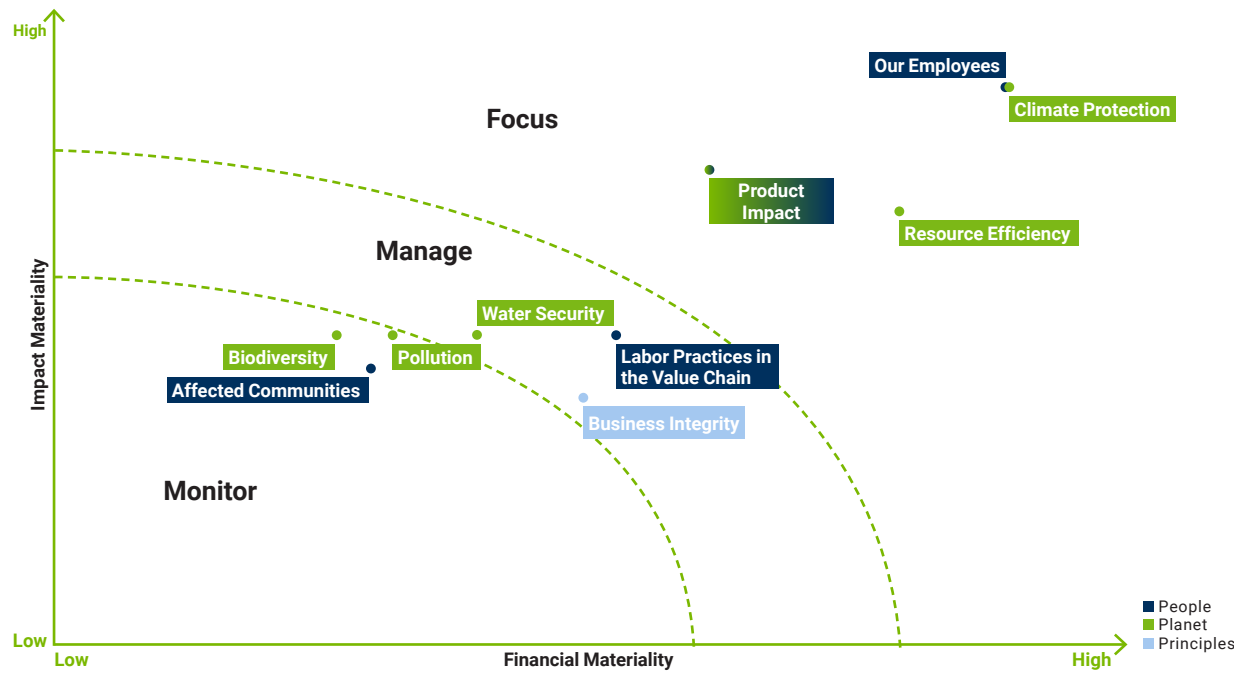 High
Our Employees
Climate Protection
Focus
Product
Impact
Resource Efficiency
Manage
Impact Materiality
Water Security
Biodiversity
Pollution
Labor Practices in
the Value Chain
Affected Communities
Business Integrity
Monitor
People
Planet
Principles
Low
Low
Financial Materiality
High